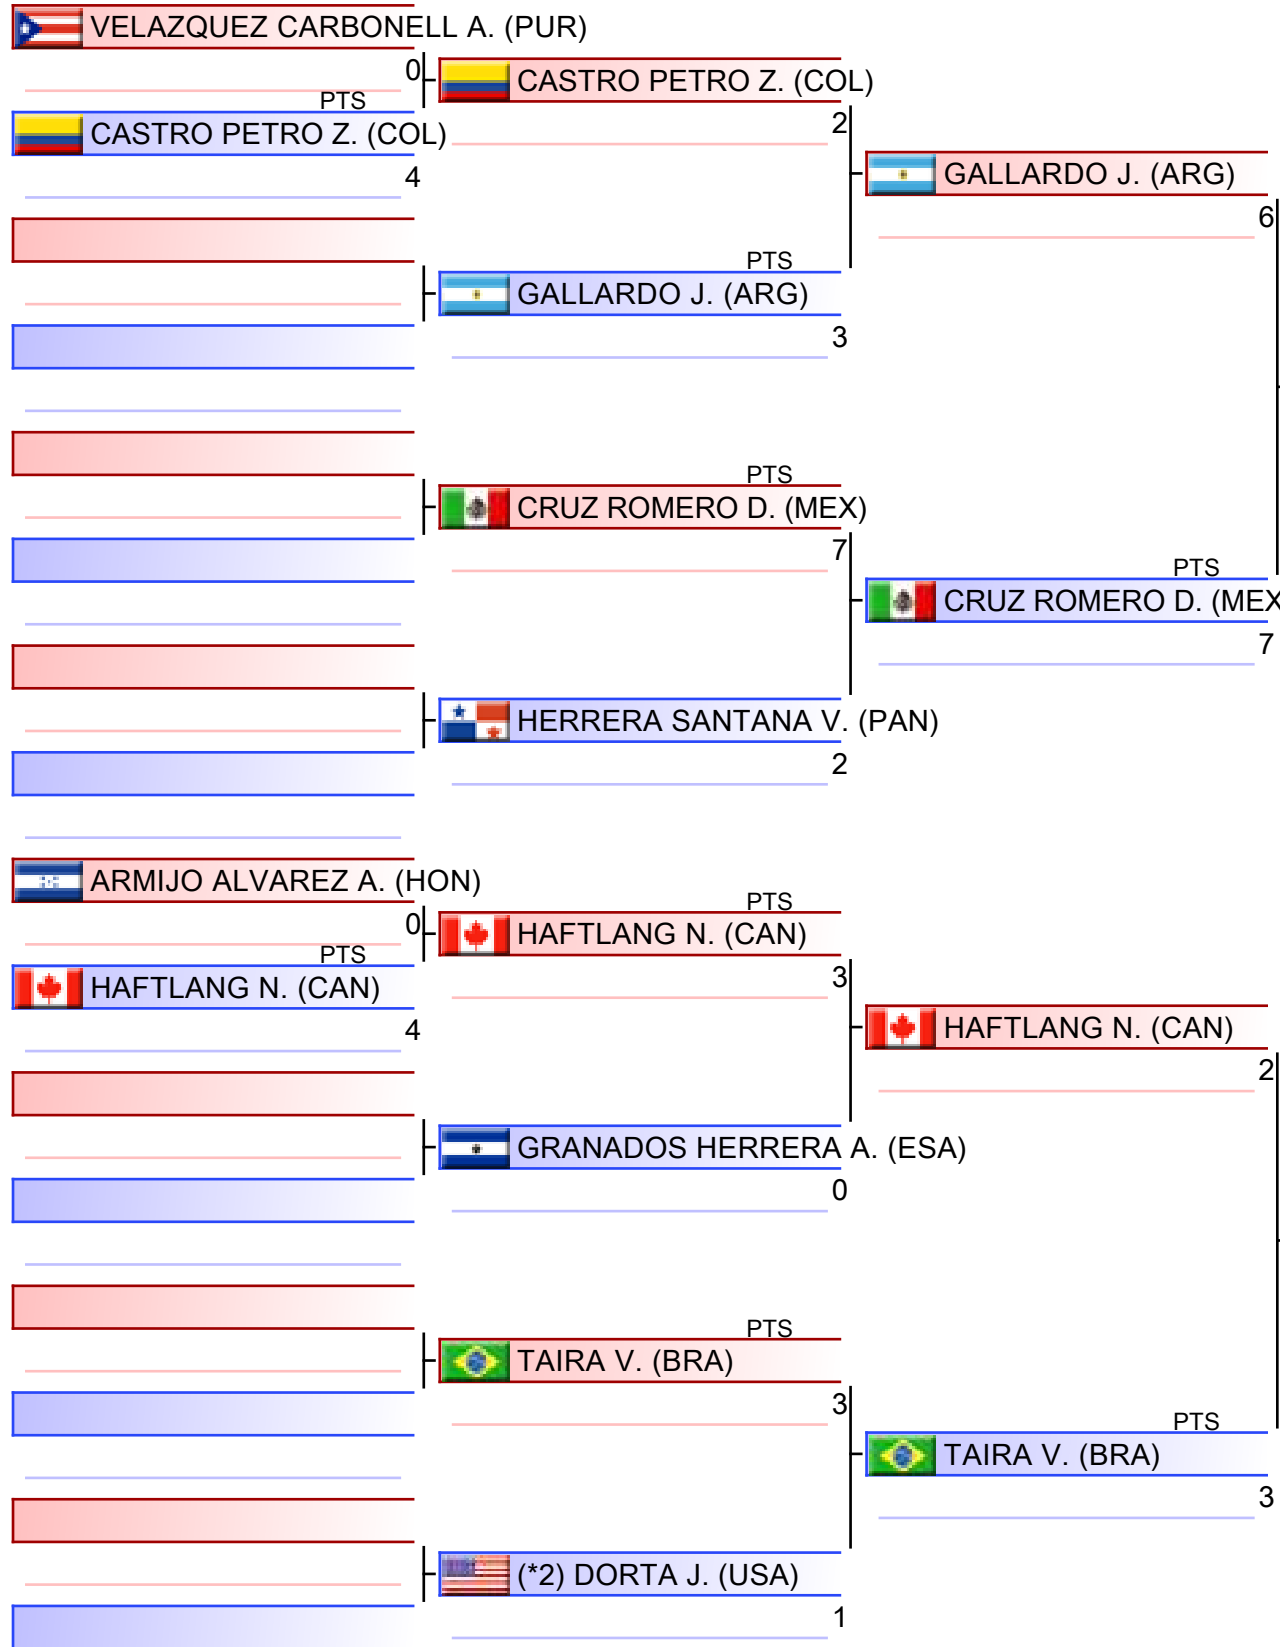 VELAZQUEZ CARBONELL A. (PUR)
0
PTS
CASTRO PETRO Z. (COL)
4
CASTRO PETRO Z. (COL)
2
PTS
GALLARDO J. (ARG)
3
GALLARDO J. (ARG)
6
PTS
CRUZ ROMERO D. (MEX)
7
HERRERA SANTANA V. (PAN)
2
PTS
CRUZ ROMERO D. (MEX
7
ARMIJO ALVAREZ A. (HON)
0
PTS
HAFTLANG N. (CAN)
4
PTS
HAFTLANG N. (CAN)
3
GRANADOS HERRERA A. (ESA)
0
HAFTLANG N. (CAN)
2
PTS
TAIRA V. (BRA)
3
(*2) DORTA J. (USA)
1
PTS
TAIRA V. (BRA)
3